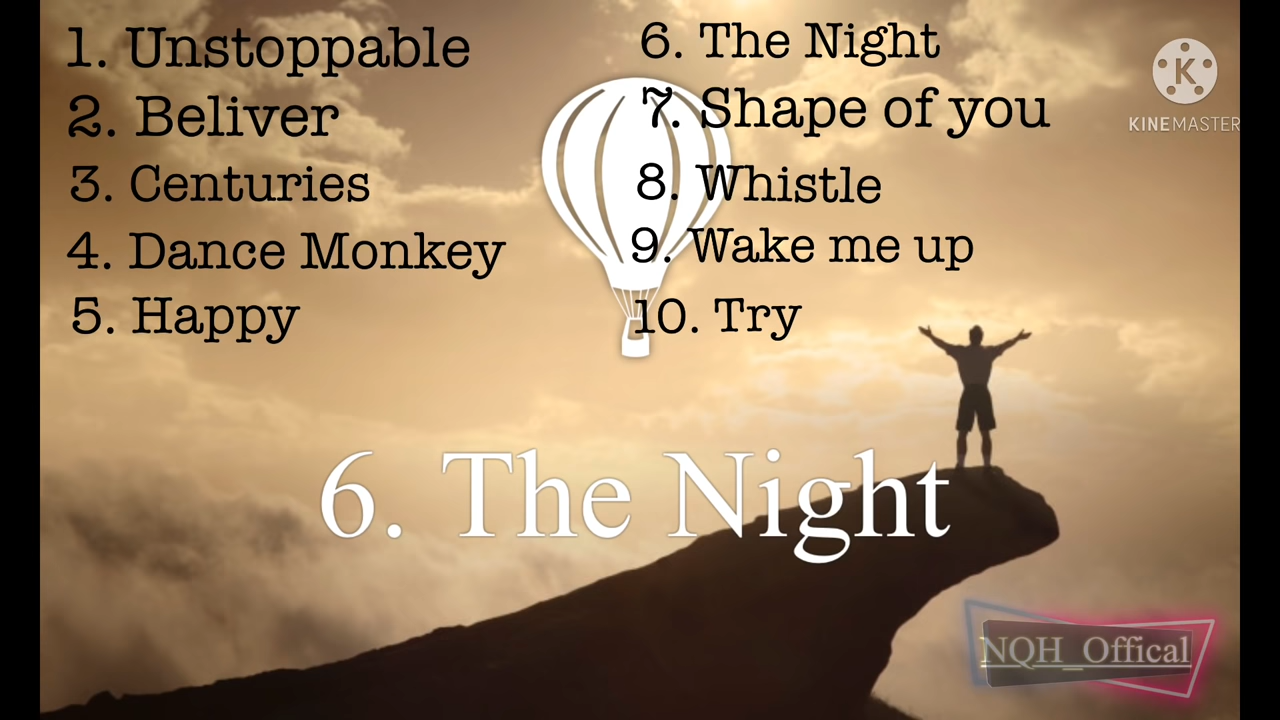 1. Unstoppable
2. Beliver
3. Centuries
4. Dance Monkey
5. Happy
6. The Night
7. Shape of you
8. Whistle
9. Wake me up
10. Try
K
KINEMASTER
6. The Night
NQH_Offical